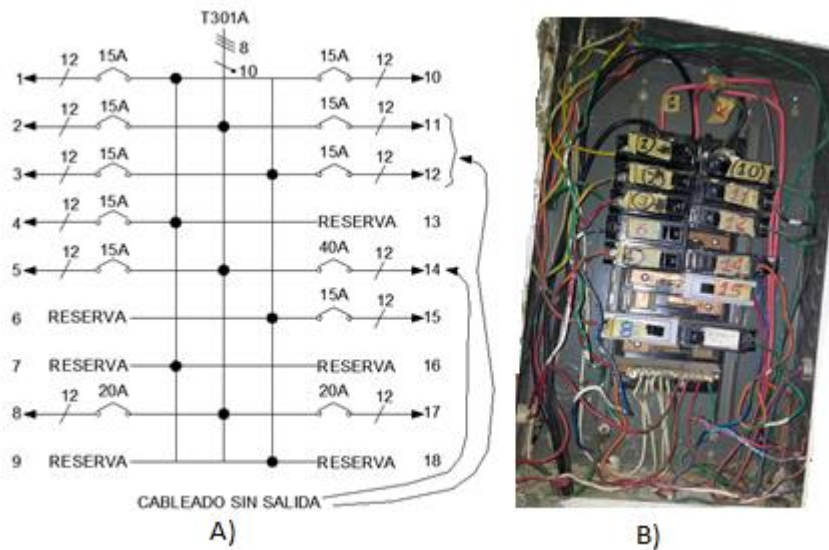 T301A
8
10
1 12 15A 15A 12 10
2 12 15A 15A 12 11
3 12 15A 15A 12 12
4 12 15A RESERVA 13
5 12 15A 40A 12 14
6 RESERVA 15A 12 15
7 RESERVA RESERVA 16
8 12 20A 20A 12 17
9 RESERVA RESERVA 18
CABLEADO SIN SALIDA
A)
(1)
(10)
(3)
14
15
B)